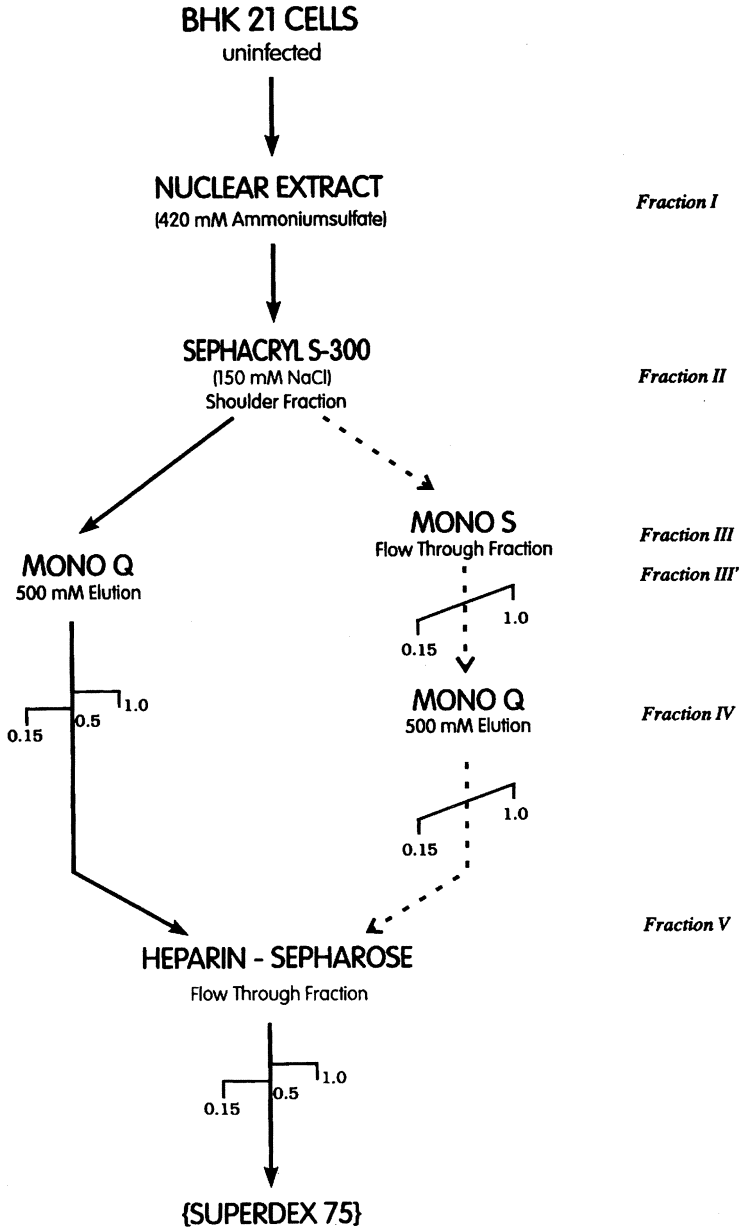 BHK 21 CELLS
uninfected
NUCLEAR EXTRACT
(420 mM Ammoniumsulfate)
Fraction I
SEPHACRYL S-300
(150 mM NaCl)
Shoulder Fraction
Fraction II
MONO S
Flow Through Fraction
Fraction III
MONO Q
500 mM Elution
Fraction III'
0.15
1.0
0.15
0.5
1.0
MONO Q
500 mM Elution
Fraction IV
0.15
1.0
Fraction V
HEPARIN - SEPHAROSE
Flow Through Fraction
0.15
0.5
1.0
{SUPERDEX 75}